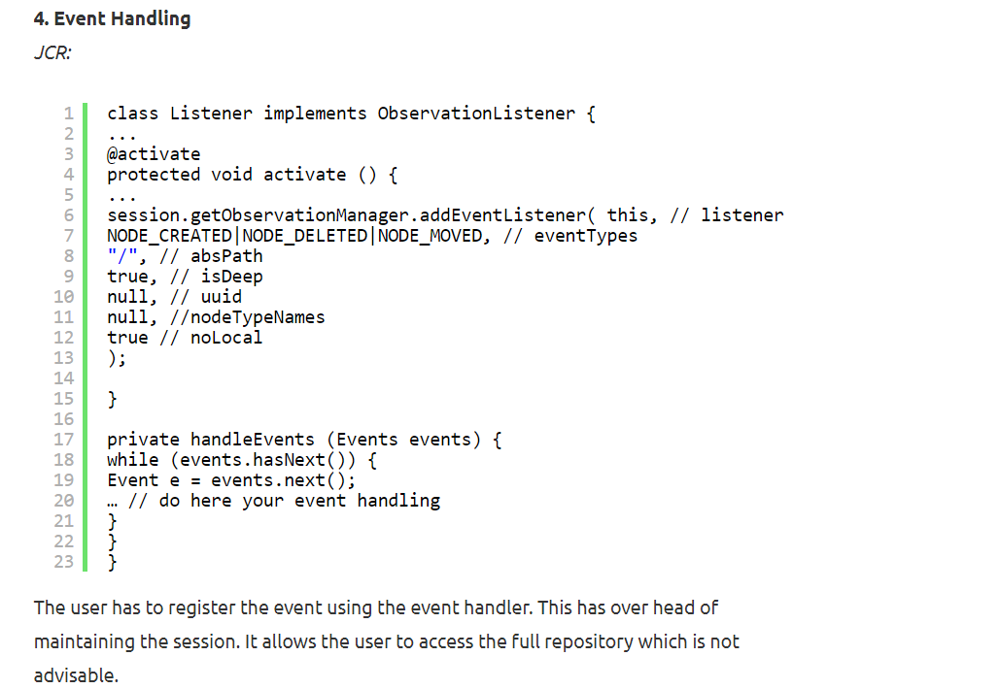 4. Event Handling
JCR:
1 class Listener implements ObservationListener {
2 ...
3 @activate
4 protected void activate () {
5 ...
6 session.getObservationManager.addEventListener( this, // listener
7 NODE_CREATED|NODE_DELETED|NODE_MOVED, // eventTypes
8 "/", // absPath
9 true, // isDeep
10 null, // uuid
11 null, //nodeTypeNames
12 true // noLocal
13 );
14
15 }
16
17 private handleEvents (Events events) {
18 while (events.hasNext()) {
19 Event e = events.next();
20 … // do here your event handling
21 }
22 }
23 }
The user has to register the event using the event handler. This has over head of
maintaining the session. It allows the user to access the full repository which is not
advisable.